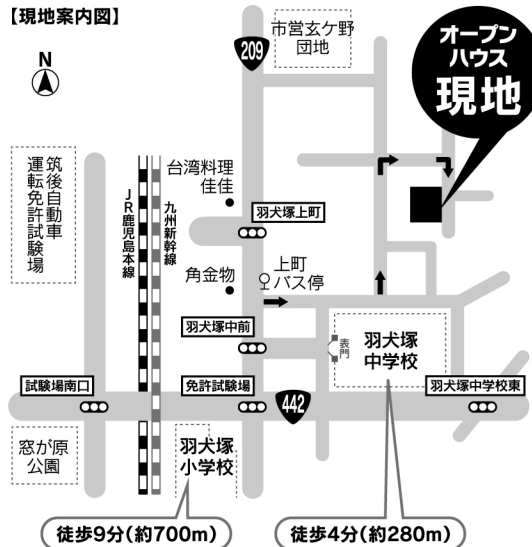 【現地案内図】
N
209
市営玄ケ野
団地
オープン
ハウス
現地
筑後自動車
運転免許試験場
JR鹿児島本線
九州新幹線
台湾料理
佳佳
羽犬塚上町
角金物
上町
バス停
羽犬塚中前
表門
羽犬塚
中学校
試験場南口
免許試験場
442
羽犬塚中学校東
窓が原
公園
羽犬塚
小学校
徒歩9分(約700m)
徒歩4分(約280m)